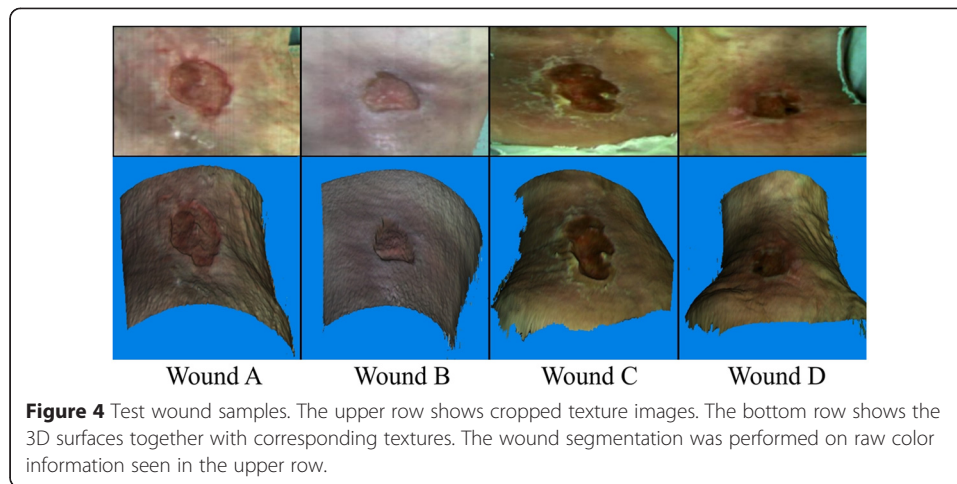 Wound A Wound B Wound C Wound D
Figure 4 Test wound samples. The upper row shows cropped texture images. The bottom row shows the
3D surfaces together with corresponding textures. The wound segmentation was performed on raw color
information seen in the upper row.